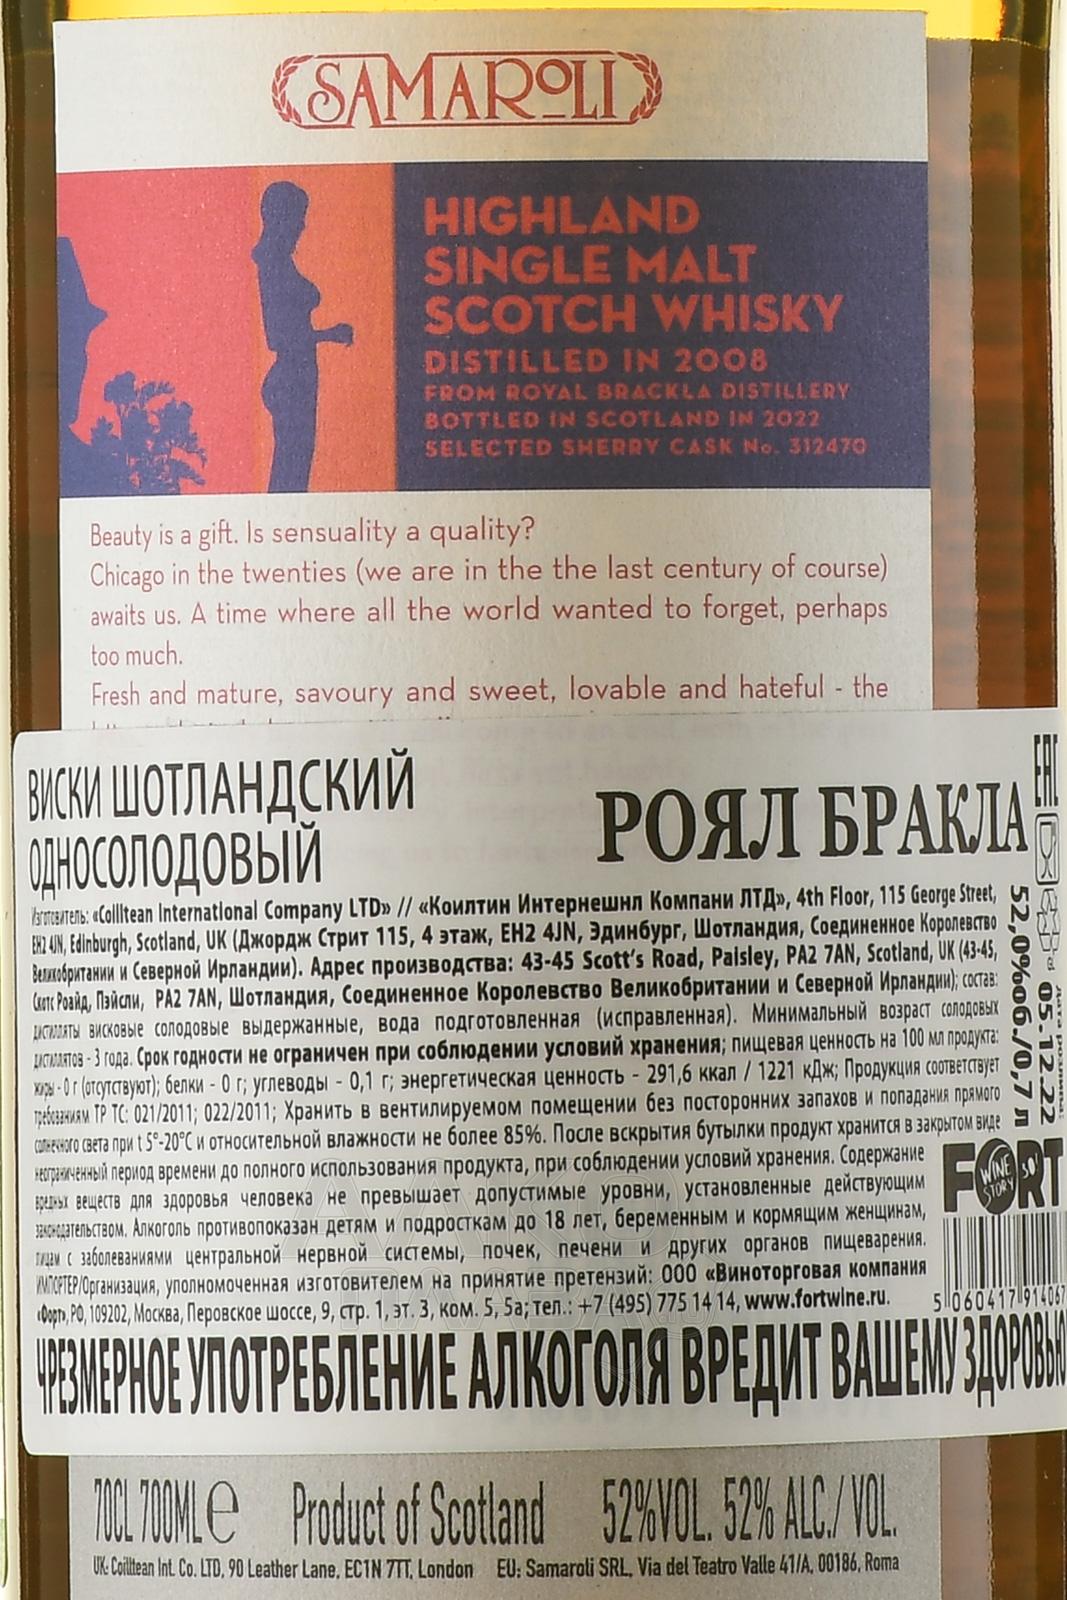 SAMAROLI
HIGHLAND
SINGLE MALT
SCOTCH WHISKY
DISTILLED IN 2008
FROM ROYAL BRACKLA DISTILLERY
BOTTLED IN SCOTLAND IN 2022
SELECTED SHERRY CASK No. 312470
Beauty is a gift. Is sensuality a quality?
Chicago in the twenties (we are in the the last century of course)
awaits us. A time where all the world wanted to forget, perhaps
too much.
Fresh and mature, savoury and sweet, lovable and hateful - the
ВИСКИ ШОТЛАНДСКИЙ
ОДНОСОЛОДОВЫЙ
РОЯЛ БРАКЛА
EAC
52,0%об./0,7 л
Дата розлива:
05.12.22
Изготовитель: «Coilltean International Company LTD» // «Коилтин Интернешнл Компани ЛТД», 4th Floor, 115 George Street,
EH2 4JN, Edinburgh, Scotland, UK (Джордж Стрит 115, 4 этаж, EH2 4JN, Эдинбург, Шотландия, Соединенное Королевство
Великобритании и Северной Ирландии). Адрес производства: 43-45 Scott's Road, Paisley, PA2 7AN, Scotland, UK (43-45,
Скотс Роайд, Пэйсли, PA2 7AN, Шотландия, Соединенное Королевство Великобритании и Северной Ирландии); состав:
дистилляты висковые солодовые выдержанные, вода подготовленная (исправленная). Минимальный возраст солодовых
дистиллятов - 3 года. Срок годности не ограничен при соблюдении условий хранения; пищевая ценность на 100 мл продукта:
жиры - 0 г (отсутствуют); белки - 0 г; углеводы - 0,1 г; энергетическая ценность - 291,6 ккал / 1221 кДж; Продукция соответствует
требованиям ТР ТС: 021/2011; 022/2011; Хранить в вентилируемом помещении без посторонних запахов и попадания прямого
солнечного света при t 5°-20°C и относительной влажности не более 85%. После вскрытия бутылки продукт хранится в закрытом виде
неограниченный период времени до полного использования продукта, при соблюдении условий хранения. Содержание
вредных веществ для здоровья человека не превышает допустимые уровни, установленные действующим
законодательством. Алкоголь противопоказан детям и подросткам до 18 лет, беременным и кормящим женщинам,
лицам с заболеваниями центральной нервной системы, почек, печени и других органов пищеварения.
ИМПОРТЕР/Организация, уполномоченная изготовителем на принятие претензий: ООО «Виноторговая компания
«Форт», РФ, 109202, Москва, Перовское шоссе, 9, стр. 1, эт. 3, ком. 5, 5а; тел.: +7 (495) 775 14 14, www.fortwine.ru.
FORT
WINE
STORY
5 060417 914067
ЧРЕЗМЕРНОЕ УПОТРЕБЛЕНИЕ АЛКОГОЛЯ ВРЕДИТ ВАШЕМУ ЗДОРОВЬЮ
70CL 700ML e Product of Scotland 52%VOL. 52% ALC./ VOL.
UK: Coilltean Int. Co. LTD, 90 Leather Lane, EC1N 7TT, London EU: Samaroli SRL, Via del Teatro Valle 41/A, 00186, Roma